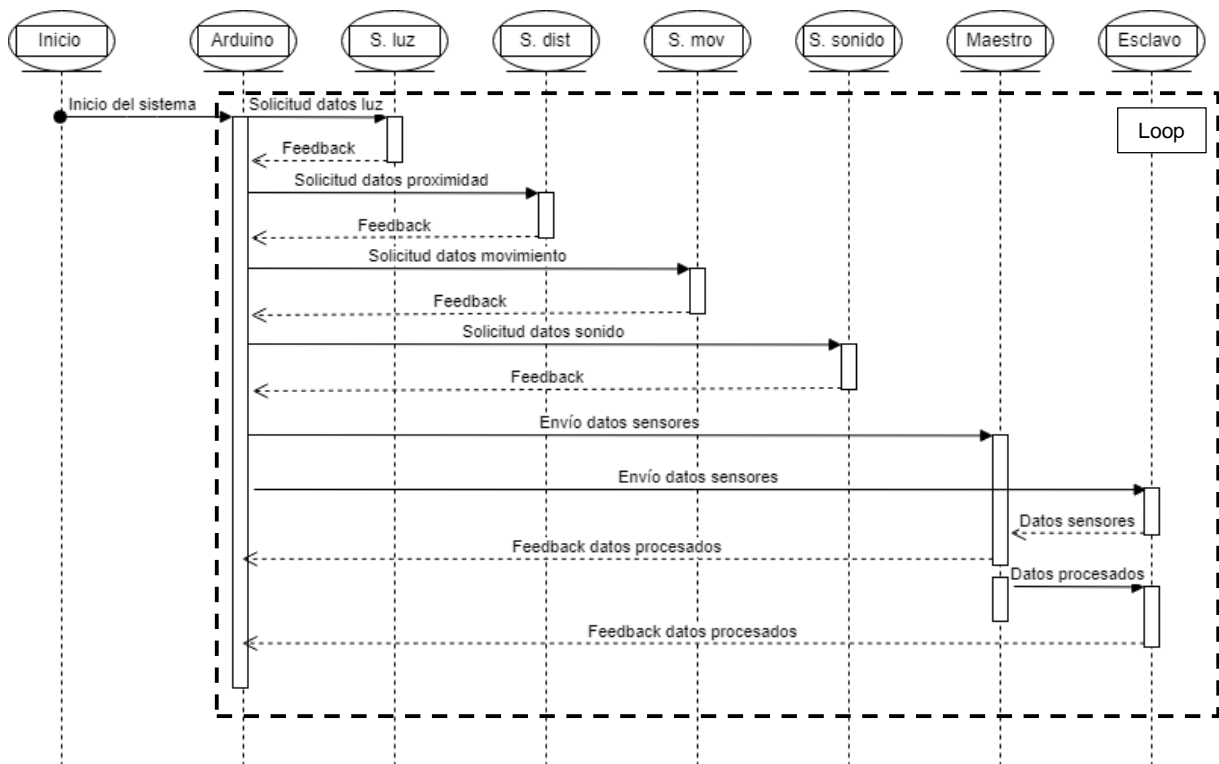 Inicio
Arduino
S. luz
S. dist
S. mov
S. sonido
Maestro
Esclavo
Inicio del sistema
Solicitud datos luz
Loop
Feedback
Solicitud datos proximidad
Feedback
Solicitud datos movimiento
Feedback
Solicitud datos sonido
Feedback
Envío datos sensores
Envío datos sensores
Datos sensores
Feedback datos procesados
Datos procesados
Feedback datos procesados